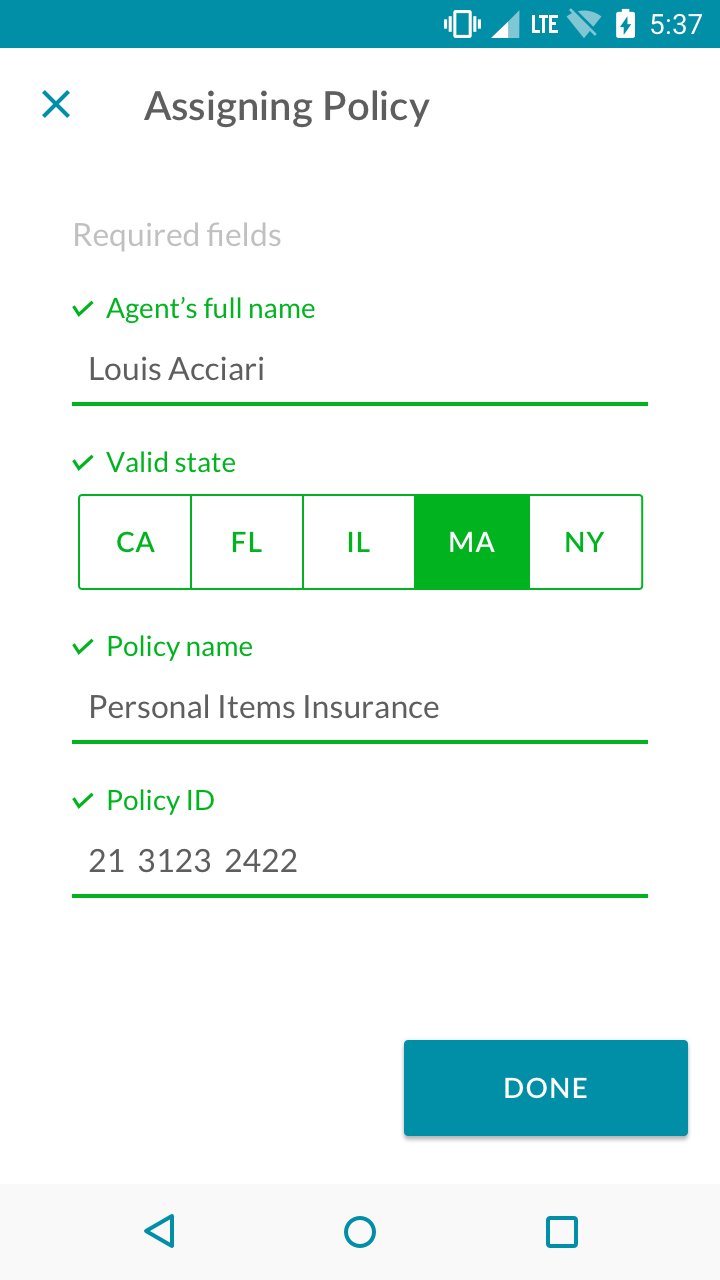 LTE 5:37
Assigning Policy
Required fields
Agent’s full name
Louis Acciari
Valid state
CA FL IL MA NY
Policy name
Personal Items Insurance
Policy ID
21 3123 2422
DONE